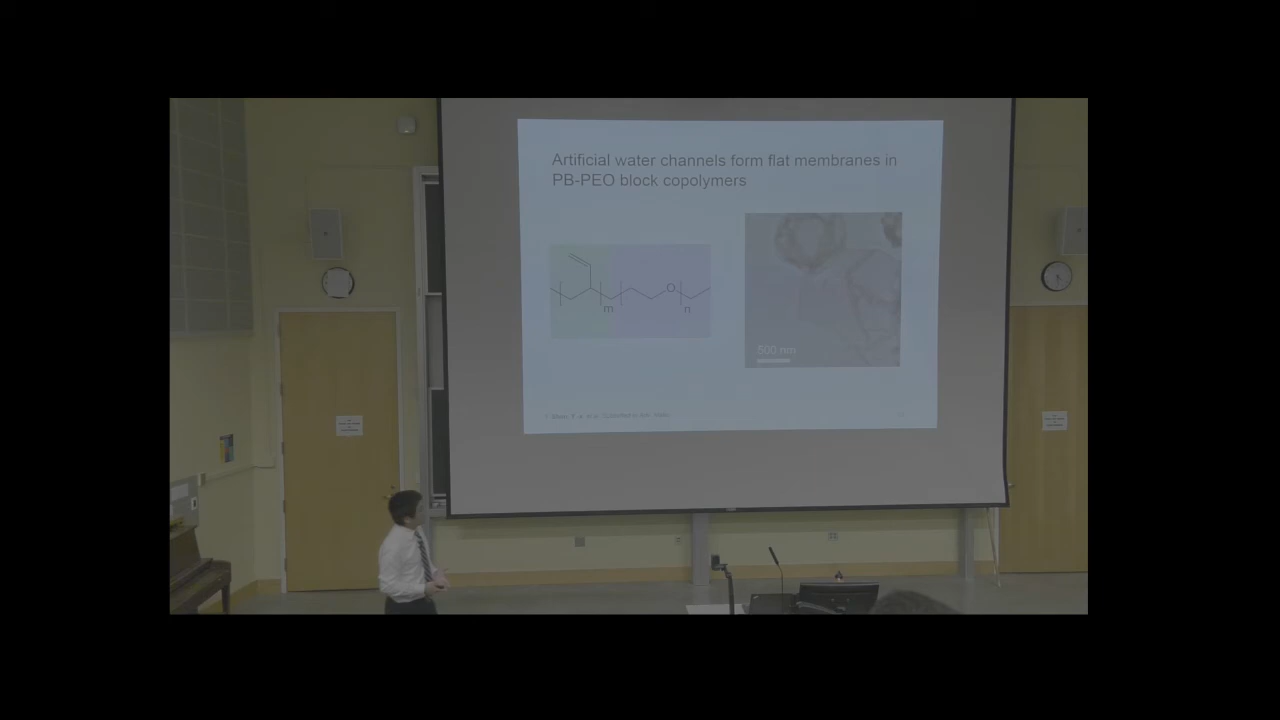 Artificial water channels form flat membranes in
PB-PEO block copolymers
O
m
n
500 nm